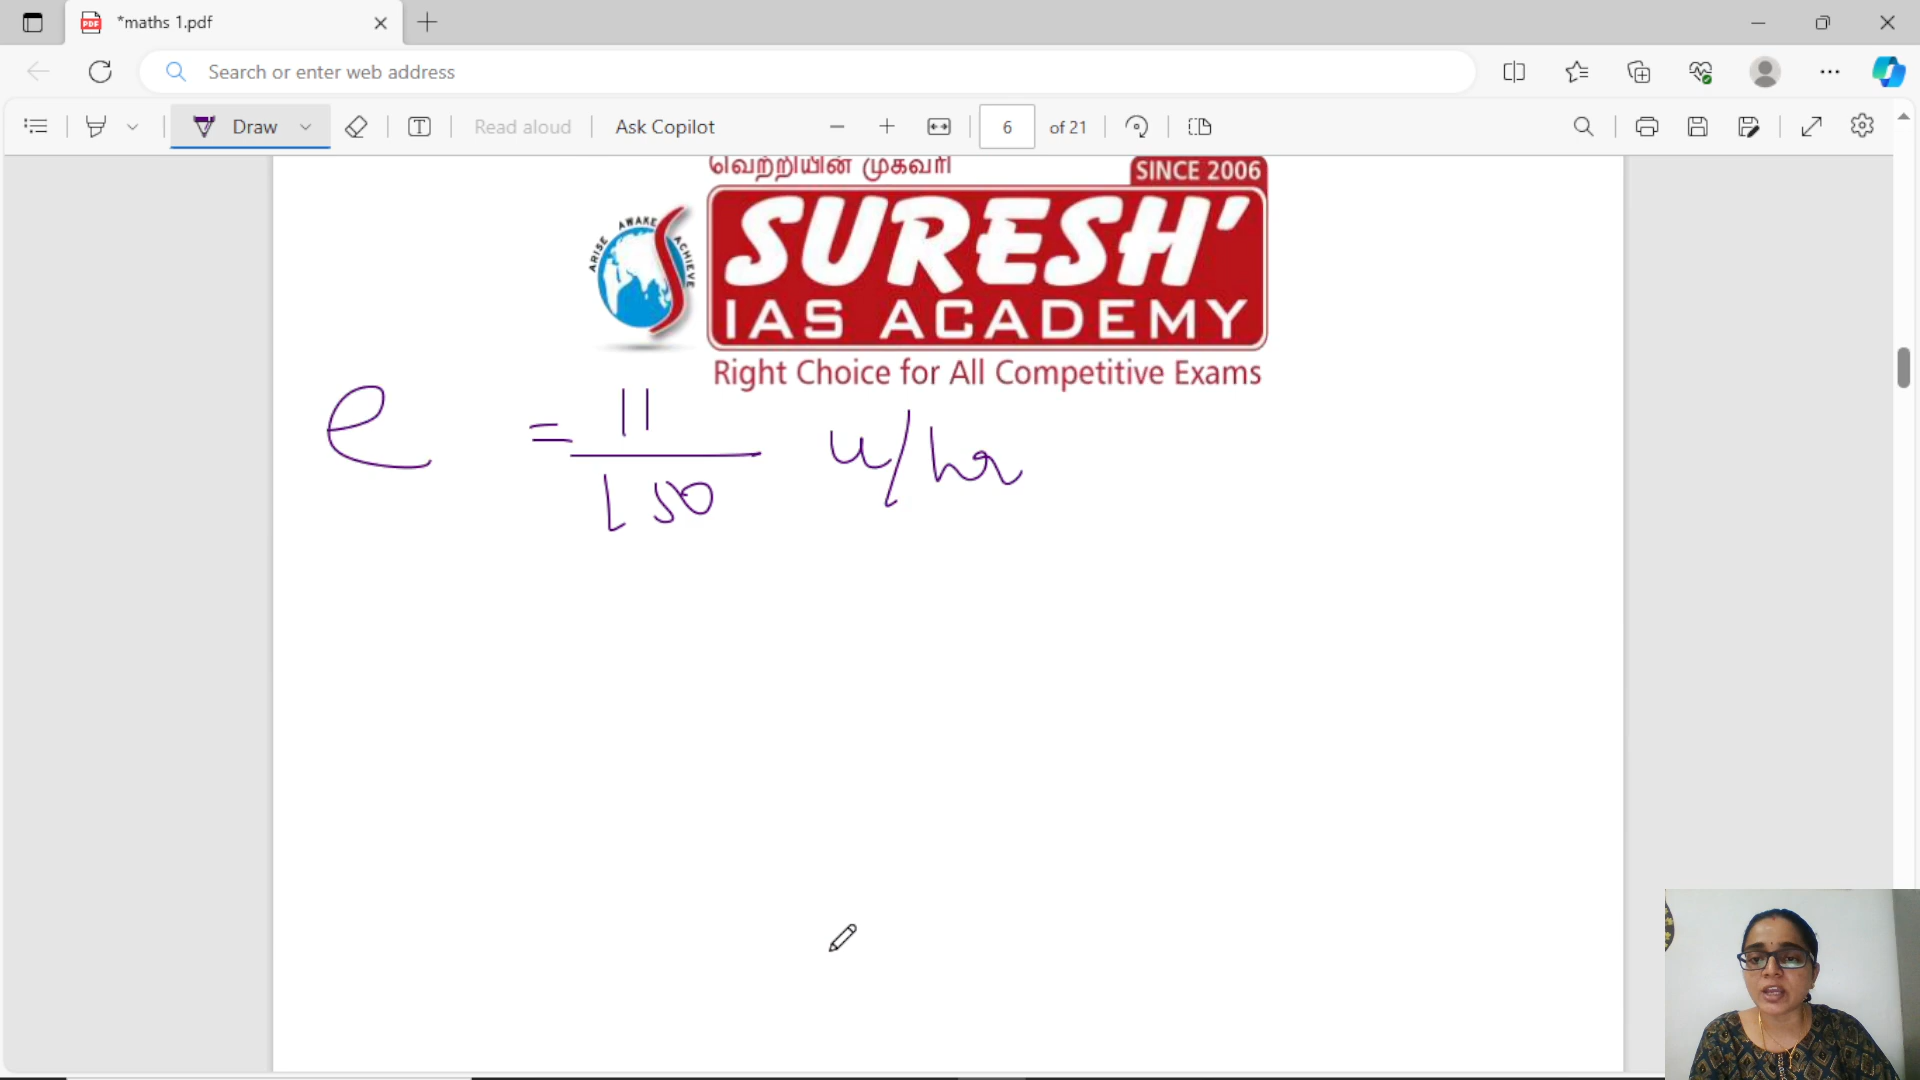 *maths 1.pdf
Search or enter web address
Draw
Read aloud
Ask Copilot
6 of 21
வெற்றியின் முகவரி
SINCE 2006
ARISE AWAKE ACHIEVE
SURESH'
IAS ACADEMY
Right Choice for All Competitive Exams
e = 11/150 u/hr